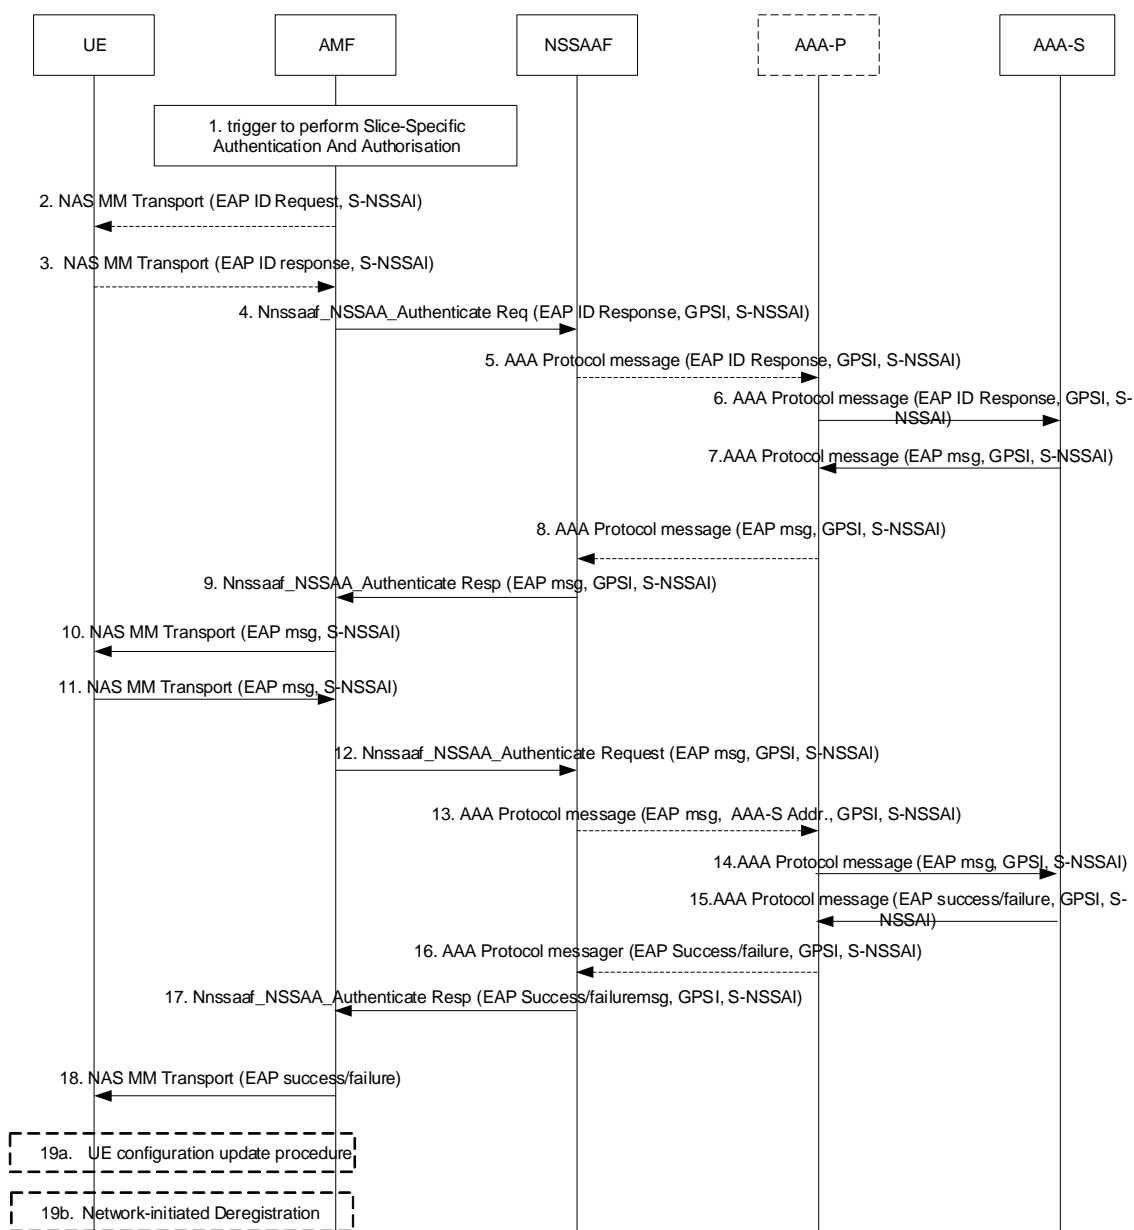 UE
AMF
NSSAAF
AAA-P
AAA-S
1. trigger to perform Slice-Specific
Authentication And Authorisation
2. NAS MM Transport (EAP ID Request, S-NSSAI)
3. NAS MM Transport (EAP ID response, S-NSSAI)
4. Nnssaaf_NSSAA_Authenticate Req (EAP ID Response, GPSI, S-NSSAI)
5. AAA Protocol message (EAP ID Response, GPSI, S-NSSAI)
6. AAA Protocol message (EAP ID Response, GPSI, S-
NSSAI)
7.AAA Protocol message (EAP msg, GPSI, S-NSSAI)
8. AAA Protocol message (EAP msg, GPSI, S-NSSAI)
9. Nnssaaf_NSSAA_Authenticate Resp (EAP msg, GPSI, S-NSSAI)
10. NAS MM Transport (EAP msg, S-NSSAI)
11. NAS MM Transport (EAP msg, S-NSSAI)
12. Nnssaaf_NSSAA_Authenticate Request (EAP msg, GPSI, S-NSSAI)
13. AAA Protocol message (EAP msg, AAA-S Addr., GPSI, S-NSSAI)
14.AAA Protocol message (EAP msg, GPSI, S-NSSAI)
15.AAA Protocol message (EAP success/failure, GPSI, S-
NSSAI)
16. AAA Protocol messager (EAP Success/failure, GPSI, S-NSSAI)
17. Nnssaaf_NSSAA_Authenticate Resp (EAP Success/failuremsg, GPSI, S-NSSAI)
18. NAS MM Transport (EAP success/failure)
19a. UE configuration update procedure
19b. Network-initiated Deregistration